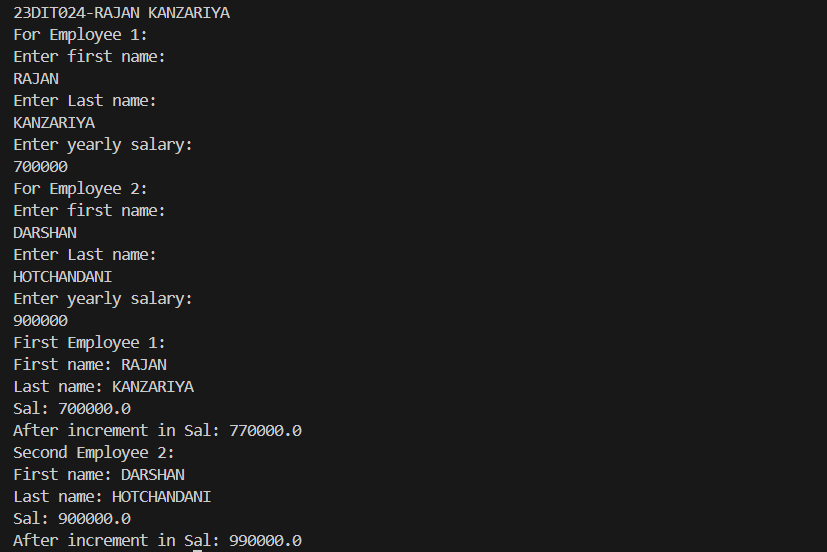 23DIT024-RAJAN KANZARIYA
For Employee 1:
Enter first name:
RAJAN
Enter Last name:
KANZARIYA
Enter yearly salary:
700000
For Employee 2:
Enter first name:
DARSHAN
Enter Last name:
HOTCHANDANI
Enter yearly salary:
900000
First Employee 1:
First name: RAJAN
Last name: KANZARIYA
Sal: 700000.0
After increment in Sal: 770000.0
Second Employee 2:
First name: DARSHAN
Last name: HOTCHANDANI
Sal: 900000.0
After increment in Sal: 990000.0